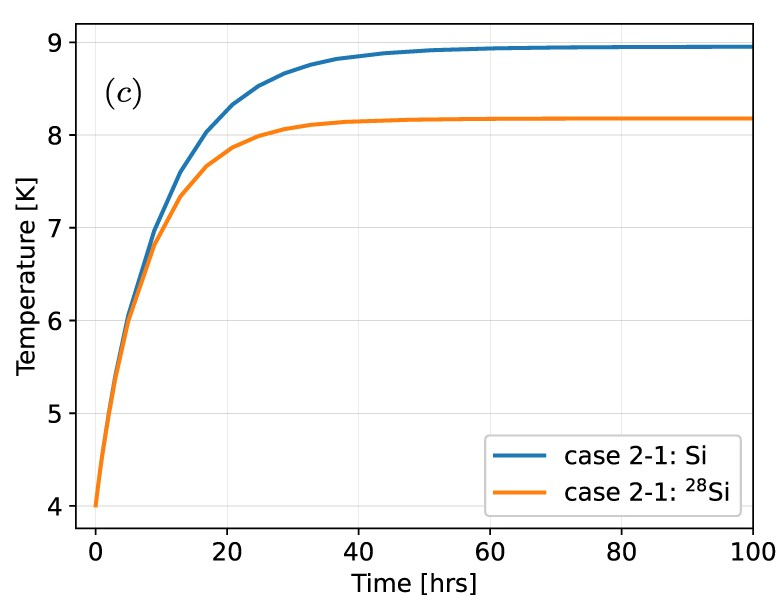 9
8
7
6
5
4
Temperature [K]
(c)
case 2-1: Si
case 2-1: ²⁸Si
0 20 40 60 80 100
Time [hrs]